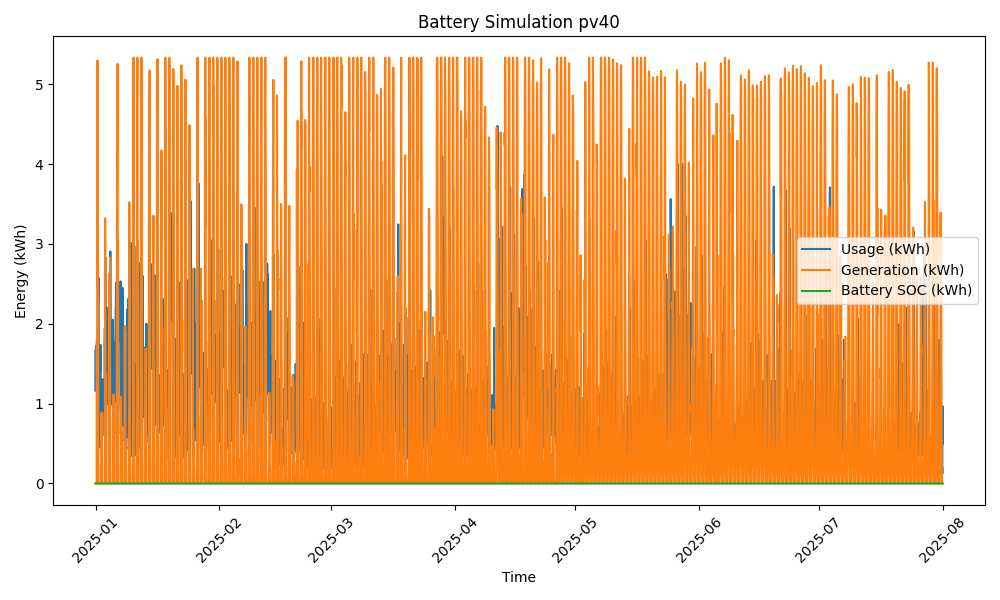 Battery Simulation pv40
Energy (kWh)
5
4
3
2
1
0
Usage (kWh)
Generation (kWh)
Battery SOC (kWh)
2025-01
2025-02
2025-03
2025-04
2025-05
2025-06
2025-07
2025-08
Time